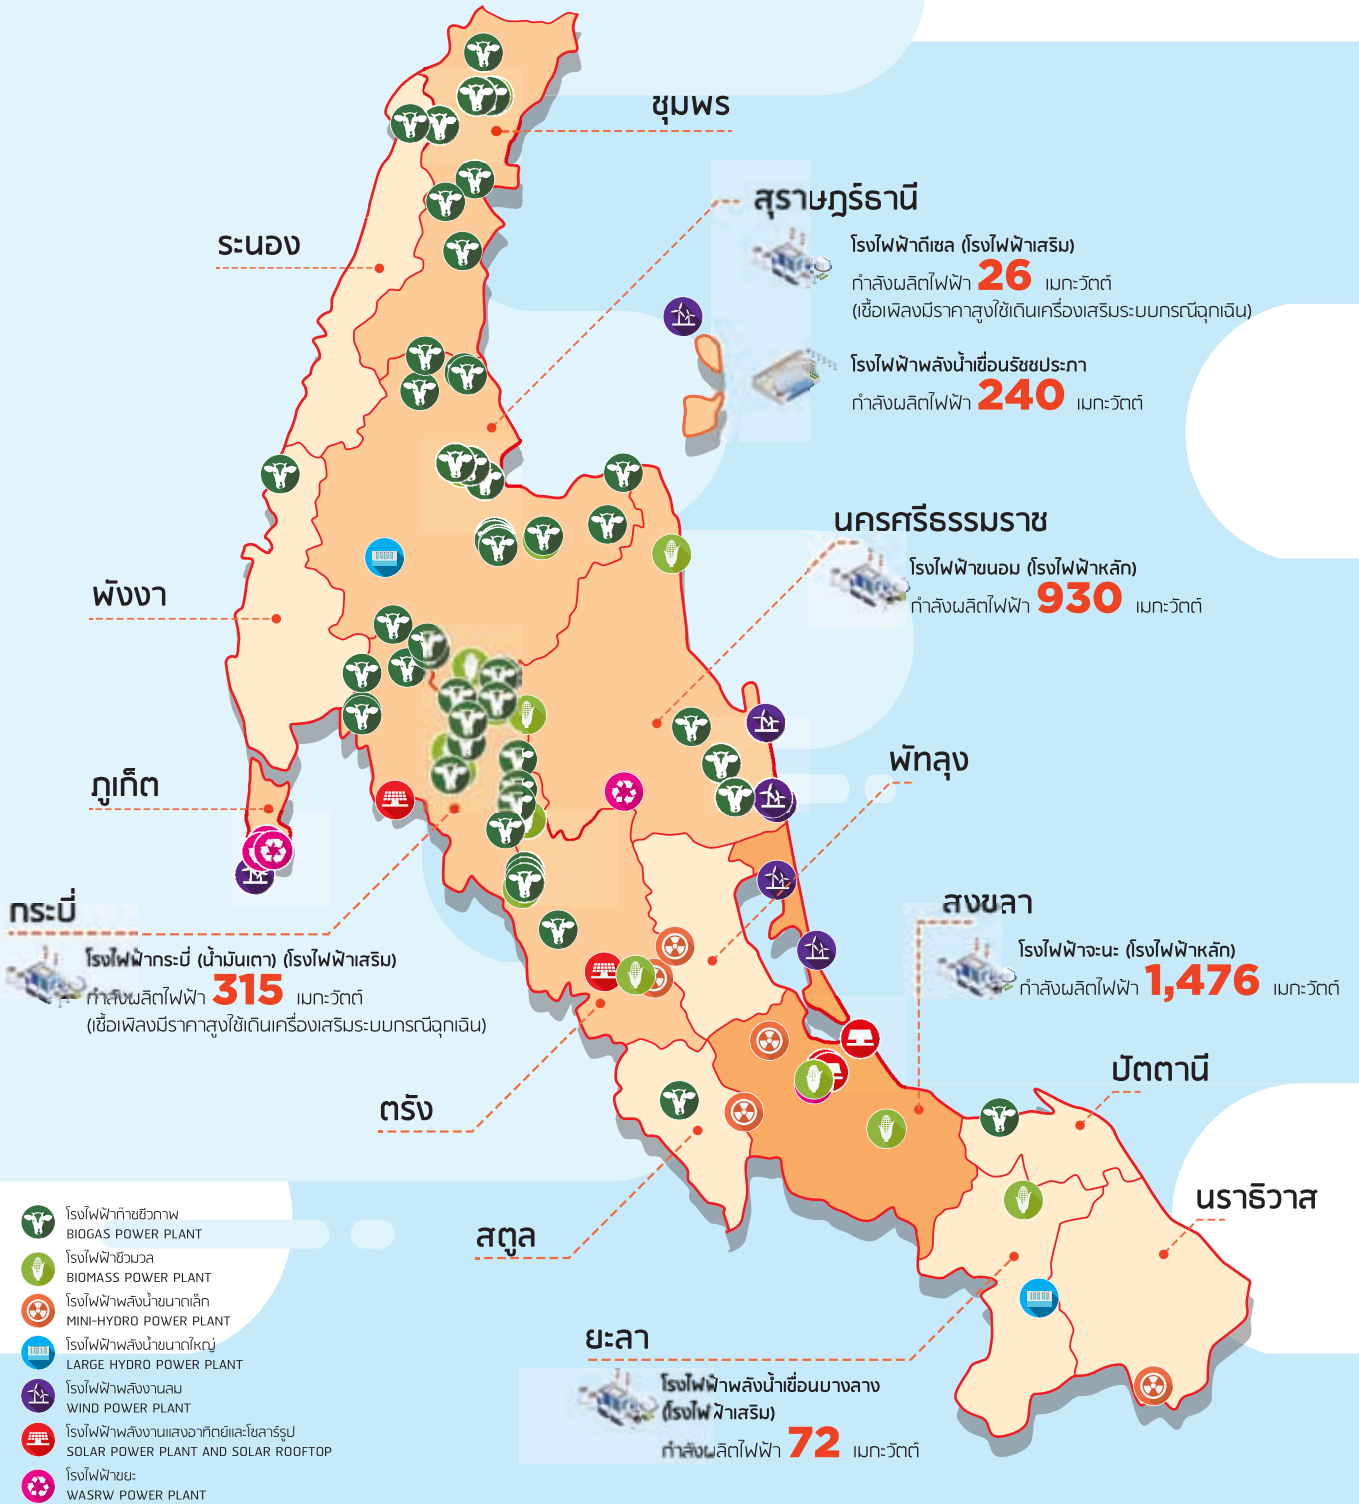 ชุมพร
สุราษฎร์ธานี
โรงไฟฟ้าดีเซล (โรงไฟฟ้าเสริม)
กำลังผลิตไฟฟ้า 26 เมกะวัตต์
(เชื้อเพลิงมีราคาสูงใช้เดินเครื่องเสริมระบบกรณีฉุกเฉิน)
โรงไฟฟ้าพลังน้ำเขื่อนรัชชประภา
กำลังผลิตไฟฟ้า 240 เมกะวัตต์
ระนอง
นครศรีธรรมราช
โรงไฟฟ้าขนอม (โรงไฟฟ้าหลัก)
กำลังผลิตไฟฟ้า 930 เมกะวัตต์
พังงา
ภูเก็ต
พัทลุง
กระบี่
โรงไฟฟ้ากระบี่ (น้ำมันเตา) (โรงไฟฟ้าเสริม)
กำลังผลิตไฟฟ้า 315 เมกะวัตต์
(เชื้อเพลิงมีราคาสูงใช้เดินเครื่องเสริมระบบกรณีฉุกเฉิน)
สงขลา
โรงไฟฟ้าจะนะ (โรงไฟฟ้าหลัก)
กำลังผลิตไฟฟ้า 1,476 เมกะวัตต์
ตรัง
ปัตตานี
สตูล
นราธิวาส
ยะลา
โรงไฟฟ้าพลังน้ำเขื่อนบางลาง
(โรงไฟฟ้าเสริม)
กำลังผลิตไฟฟ้า 72 เมกะวัตต์
โรงไฟฟ้าก๊าซชีวภาพ
BIOGAS POWER PLANT
โรงไฟฟ้าชีวมวล
BIOMASS POWER PLANT
โรงไฟฟ้าพลังน้ำขนาดเล็ก
MINI-HYDRO POWER PLANT
โรงไฟฟ้าพลังน้ำขนาดใหญ่
LARGE HYDRO POWER PLANT
โรงไฟฟ้าพลังงานลม
WIND POWER PLANT
โรงไฟฟ้าพลังงานแสงอาทิตย์และโซลาร์รูป
SOLAR POWER PLANT AND SOLAR ROOFTOP
โรงไฟฟ้าขยะ
WASRW POWER PLANT